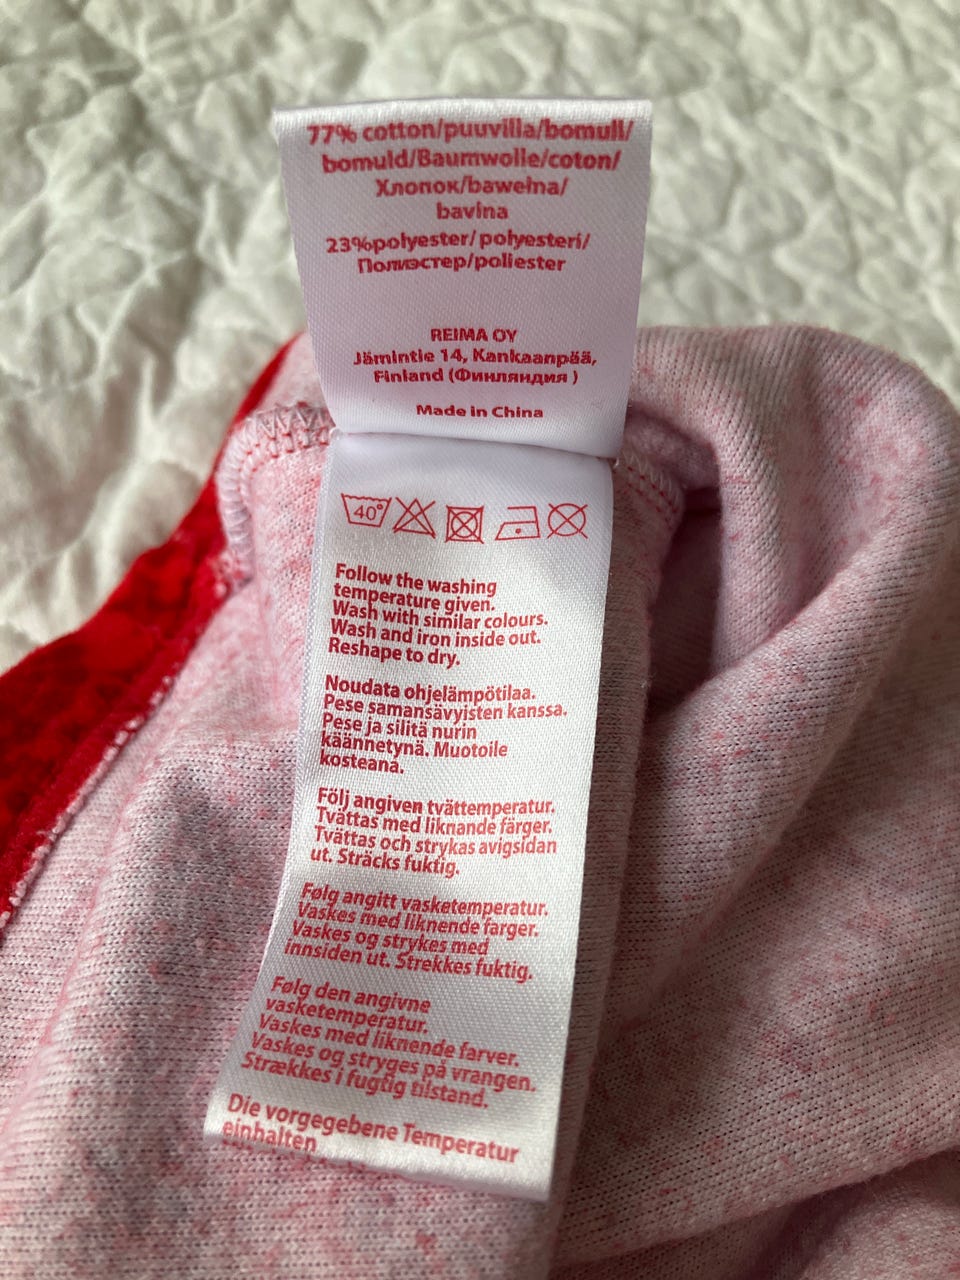 77% cotton/puuvilla/bomull/
bomuld/Baumwolle/coton/
Хлопок/bawełna/
bavlna
23%polyester/polyesteri/
Полиэстер/poliester
REIMA OY
Jämintie 14, Kankaanpää,
Finland (Финляндия )
Made in China
40°
Follow the washing
temperature given.
Wash with similar colours.
Wash and iron inside out.
Reshape to dry.
Noudata ohjelämpötilaa.
Pese samansävyisten kanssa.
Pese ja silitä nurin
käännetynä. Muotoile
kosteana.
Följ angiven tvättemperatur.
Tvättas med liknande färger.
Tvättas och strykas avigsidan
ut. Sträcks fuktig.
Følg angitt vasketemperatur.
Vaskes med liknende farger.
Vaskes og strykes med
innsiden ut. Strekkes fuktig.
Følg den angivne
vasketemperatur.
Vaskes med liknende farver.
Vaskes og stryges på vrangen.
Strækkes i fugtig tilstand.
Die vorgegebene Temperatur
einhalten